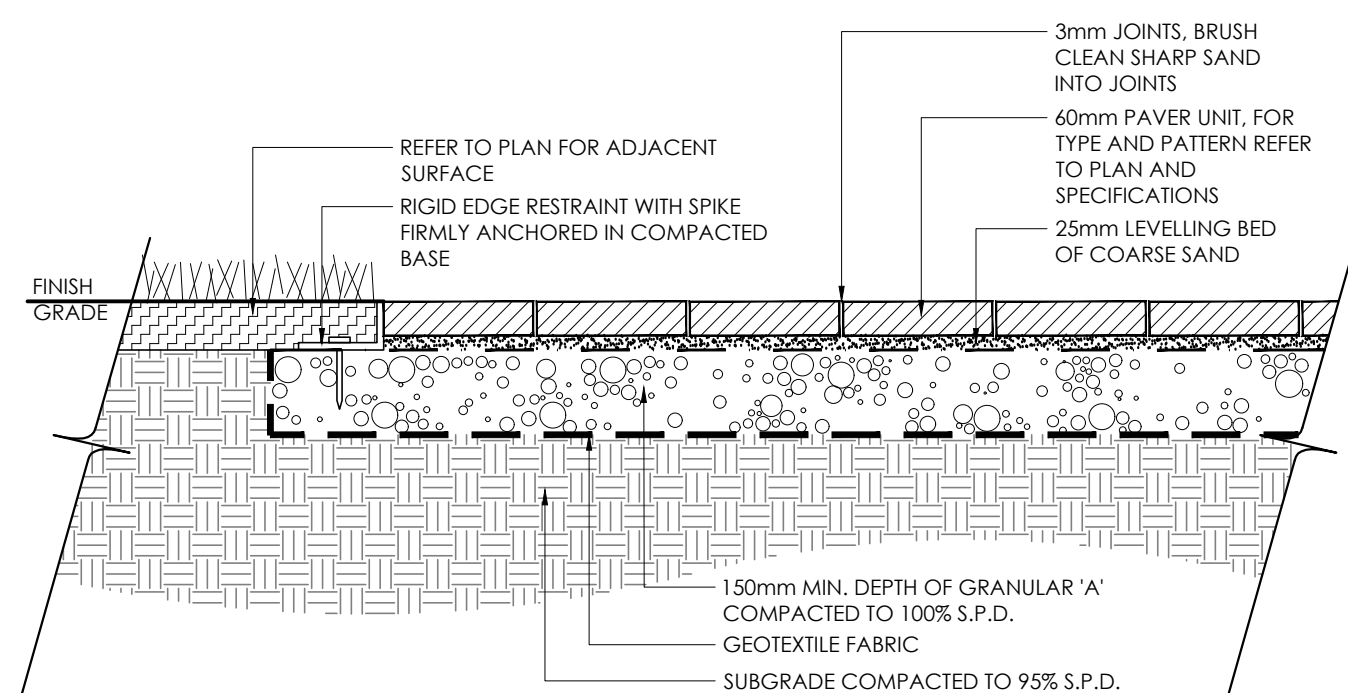 3mm JOINTS, BRUSH
CLEAN SHARP SAND
INTO JOINTS
60mm PAVER UNIT, FOR
TYPE AND PATTERN REFER
TO PLAN AND
SPECIFICATIONS
25mm LEVELLING BED
OF COARSE SAND
REFER TO PLAN FOR ADJACENT
SURFACE
RIGID EDGE RESTRAINT WITH SPIKE
FIRMLY ANCHORED IN COMPACTED
BASE
FINISH
GRADE
150mm MIN. DEPTH OF GRANULAR 'A'
COMPACTED TO 100% S.P.D.
GEOTEXTILE FABRIC
SUBGRADE COMPACTED TO 95% S.P.D.